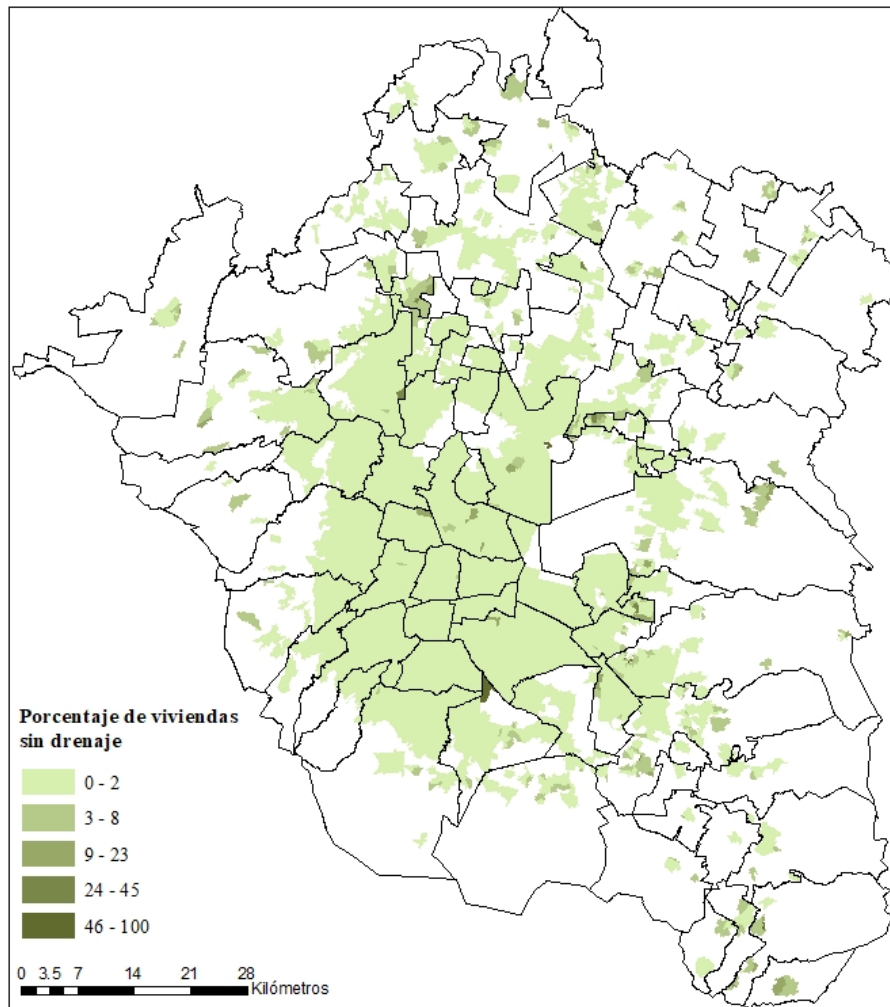 Porcentaje de viviendas
sin drenaje
0 - 2
3 - 8
9 - 23
24 - 45
46 - 100
0 3.5 7 14 21 28
Kilómetros